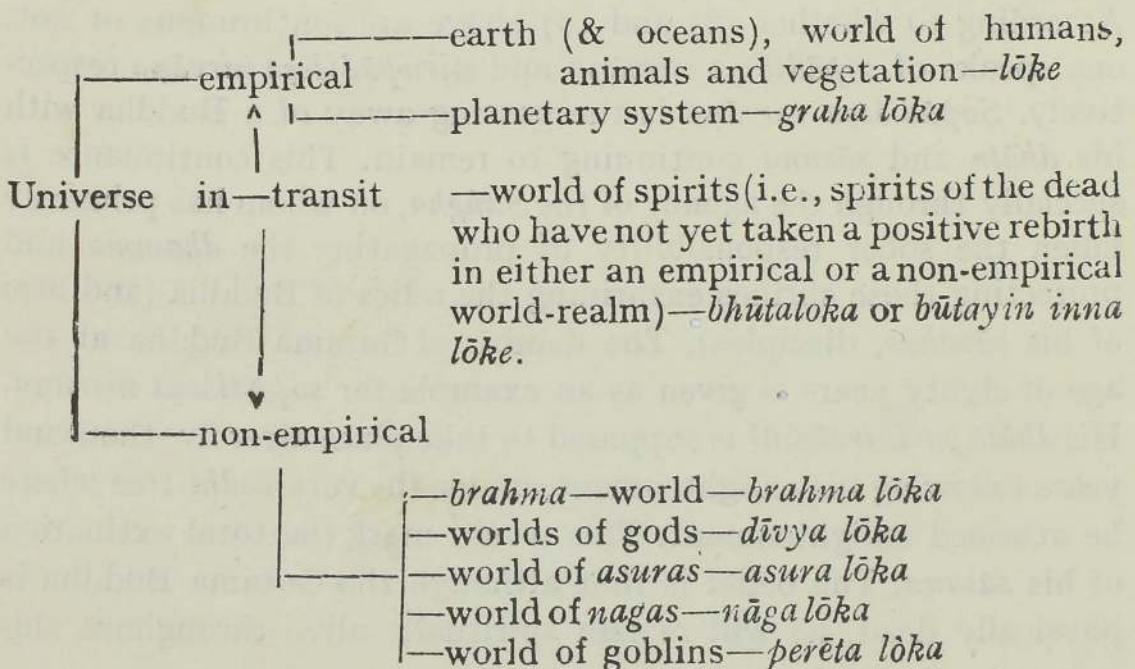 earth (& oceans), world of humans,
empirical animals and vegetation—lōke
planetary system—graha lōka
Universe in—transit —world of spirits(i.e., spirits of the dead
who have not yet taken a positive rebirth
in either an empirical or a non-empirical
world-realm)—bhūtaloka or būtayin inna
lōke.
non-empirical
—brahma—world—brahma lōka
—worlds of gods—dīvya lōka
—world of asuras—asura lōka
—world of nagas—nāga lōka
—world of goblins—perēta lōka